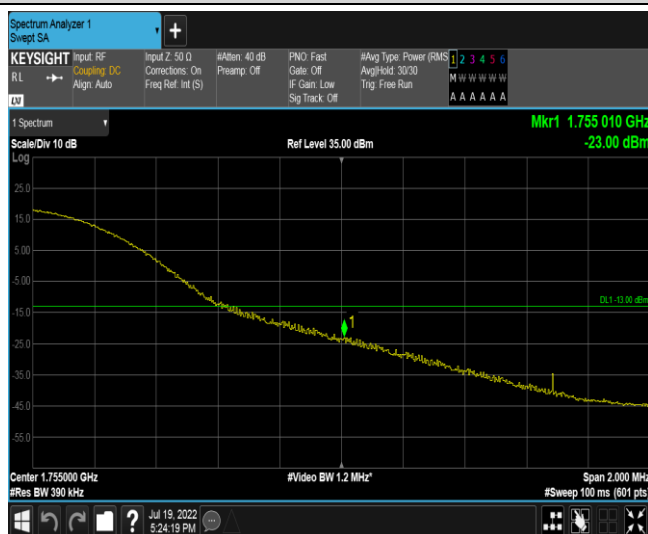 Spectrum Analyzer 1
Swept SA
+
KEYSIGHT
R L
LXI
Input: RF
Coupling: DC
Align: Auto
Input Z: 50 Ω
Corrections: On
Freq Ref: Int (S)
#Atten: 40 dB
Preamp: Off
PNO: Fast
Gate: Off
IF Gain: Low
Sig Track: Off
#Avg Type: Power (RMS
Avg|Hold: 30/30
Trig: Free Run
1 2 3 4 5 6
M W W W W W
A A A A A A
1 Spectrum
Scale/Div 10 dB
Ref Level 35.00 dBm
Mkr1 1.755 010 GHz
-23.00 dBm
Log
25.0
15.0
5.00
-5.00
DL1 -13.00 dBm
-15.0
1
-25.0
-35.0
-45.0
-55.0
Center 1.755000 GHz
#Video BW 1.2 MHz*
Span 2.000 MHz
#Res BW 390 kHz
#Sweep 100 ms (601 pts)
?
Jul 19, 2022
5:24:19 PM